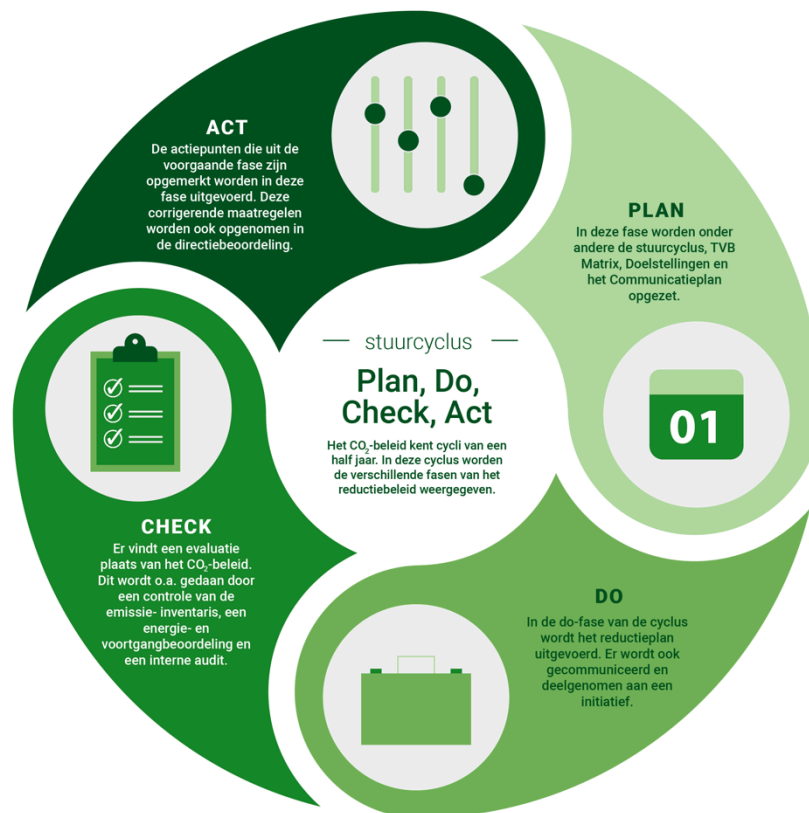 stuurcyclus
Plan, Do,
Check, Act
Het CO₂-beleid kent cycli van een
half jaar. In deze cyclus worden
de verschillende fasen van het
reductiebeleid weergegeven.
PLAN
In deze fase worden onder
andere de stuurcyclus, TVB
Matrix, Doelstellingen en
het Communicatieplan
opgezet.
01
DO
In de do-fase van de cyclus
wordt het reductieplan
uitgevoerd. Er wordt ook
gecommuniceerd en
deelgenomen aan een
initiatief.
CHECK
Er vindt een evaluatie
plaats van het CO₂-beleid.
Dit wordt o.a. gedaan door
een controle van de
emissie- inventaris, een
energie- en
voortgangbeoordeling en
een interne audit.
ACT
De actiepunten die uit de
voorgaande fase zijn
opgemerkt worden in deze
fase uitgevoerd. Deze
corrigerende maatregelen
worden ook opgenomen in
de directiebeoordeling.